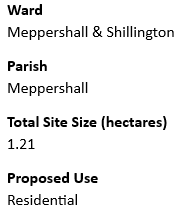 Ward
Meppershall & Shillington
Parish
Meppershall
Total Site Size (hectares)
1.21
Proposed Use
Residential